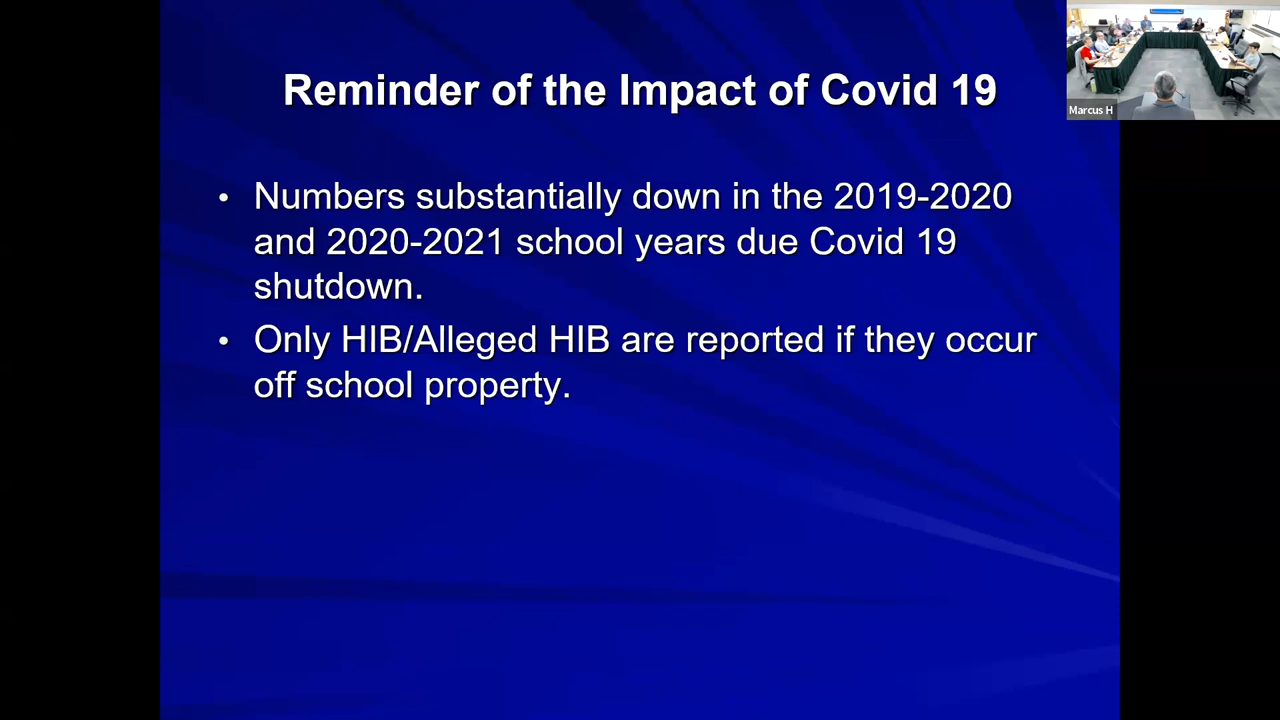 Reminder of the Impact of Covid 19
• Numbers substantially down in the 2019-2020
and 2020-2021 school years due Covid 19
shutdown.
• Only HIB/Alleged HIB are reported if they occur
off school property.
Marcus H